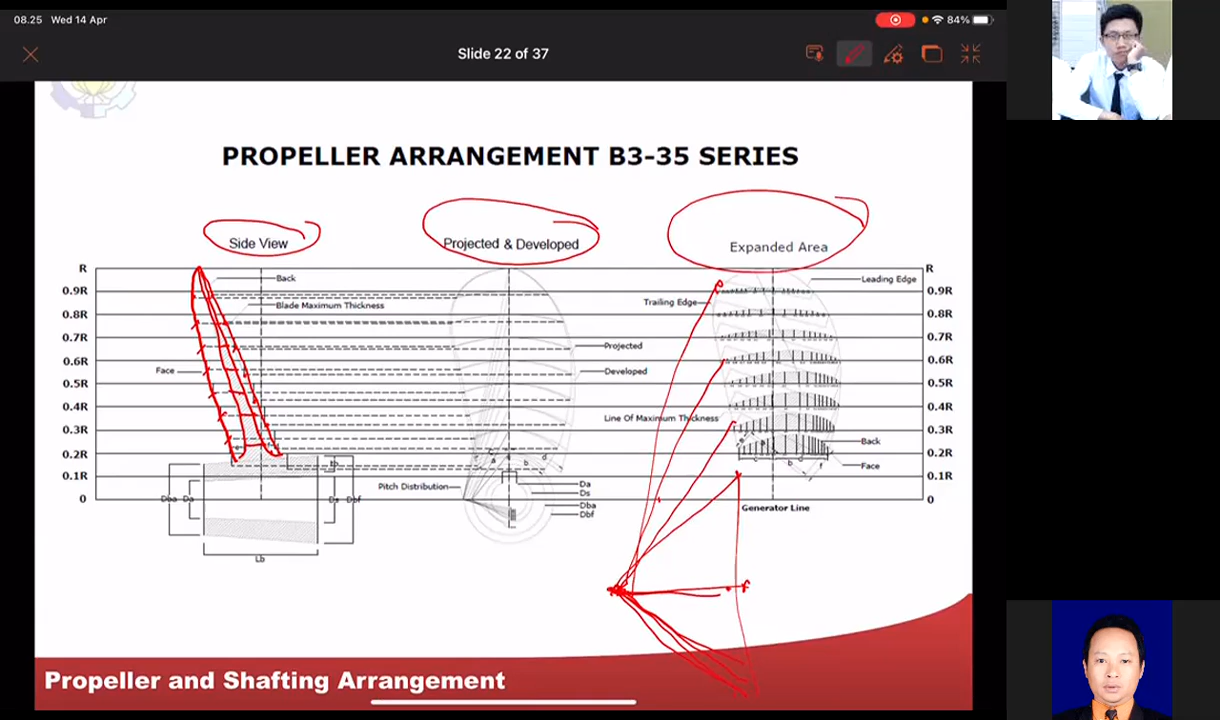 08.25 Wed 14 Apr
84%
Slide 22 of 37
PROPELLER ARRANGEMENT B3-35 SERIES
Side View
Projected & Developed
Expanded Area
R
R
Back
Leading Edge
0.9R
0.9R
Trailing Edge
Blade Maximum Thickness
0.8R
0.8R
0.7R
0.7R
Projected
0.6R
0.6R
Face
Developed
0.5R
0.5R
0.4R
0.4R
Line Of Maximum Thickness
0.3R
0.3R
Back
0.2R
0.2R
Face
0.1R
0.1R
Pitch Distribution
Da
Ds
0
0
Dba
Da
Ds
Dbf
Dba
Generator Line
Dbf
Lb
Propeller and Shafting Arrangement